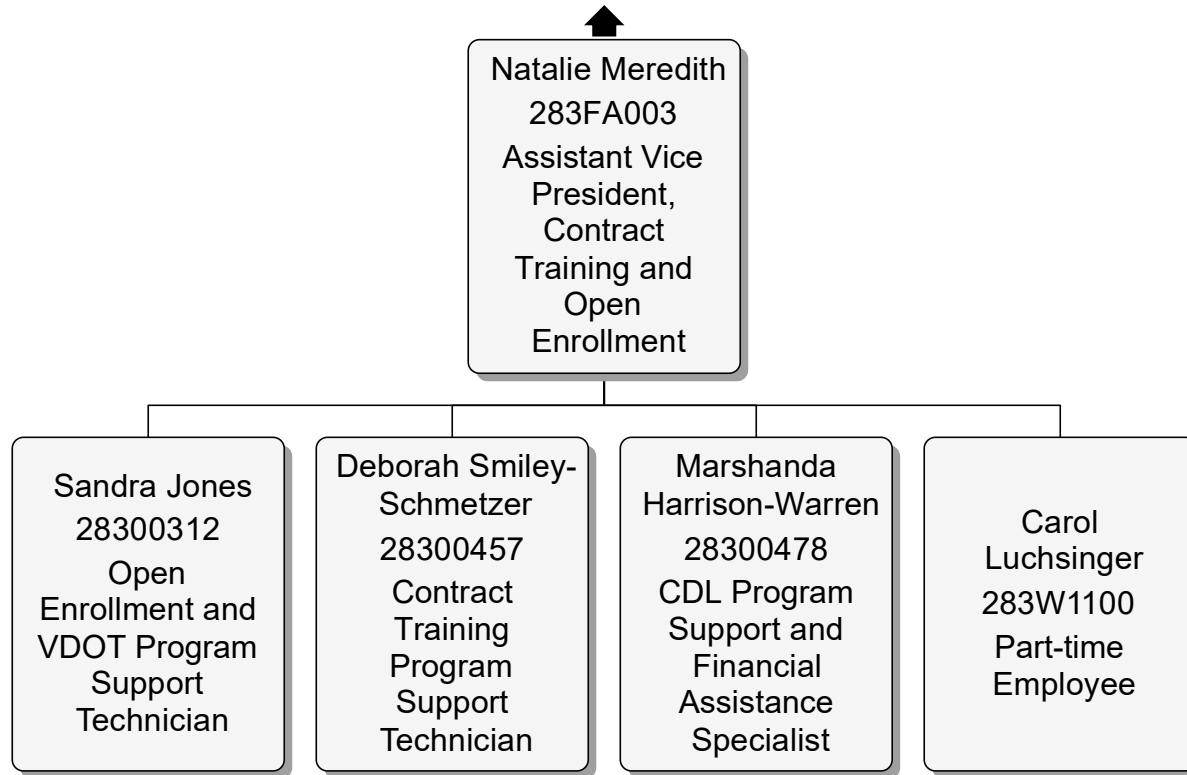 Natalie Meredith
283FA003
Assistant Vice
President,
Contract
Training and
Open
Enrollment
Sandra Jones
28300312
Open
Enrollment and
VDOT Program
Support
Technician
Deborah Smiley-
Schmetzer
28300457
Contract
Training
Program
Support
Technician
Marshanda
Harrison-Warren
28300478
CDL Program
Support and
Financial
Assistance
Specialist
Carol
Luchsinger
283W1100
Part-time
Employee